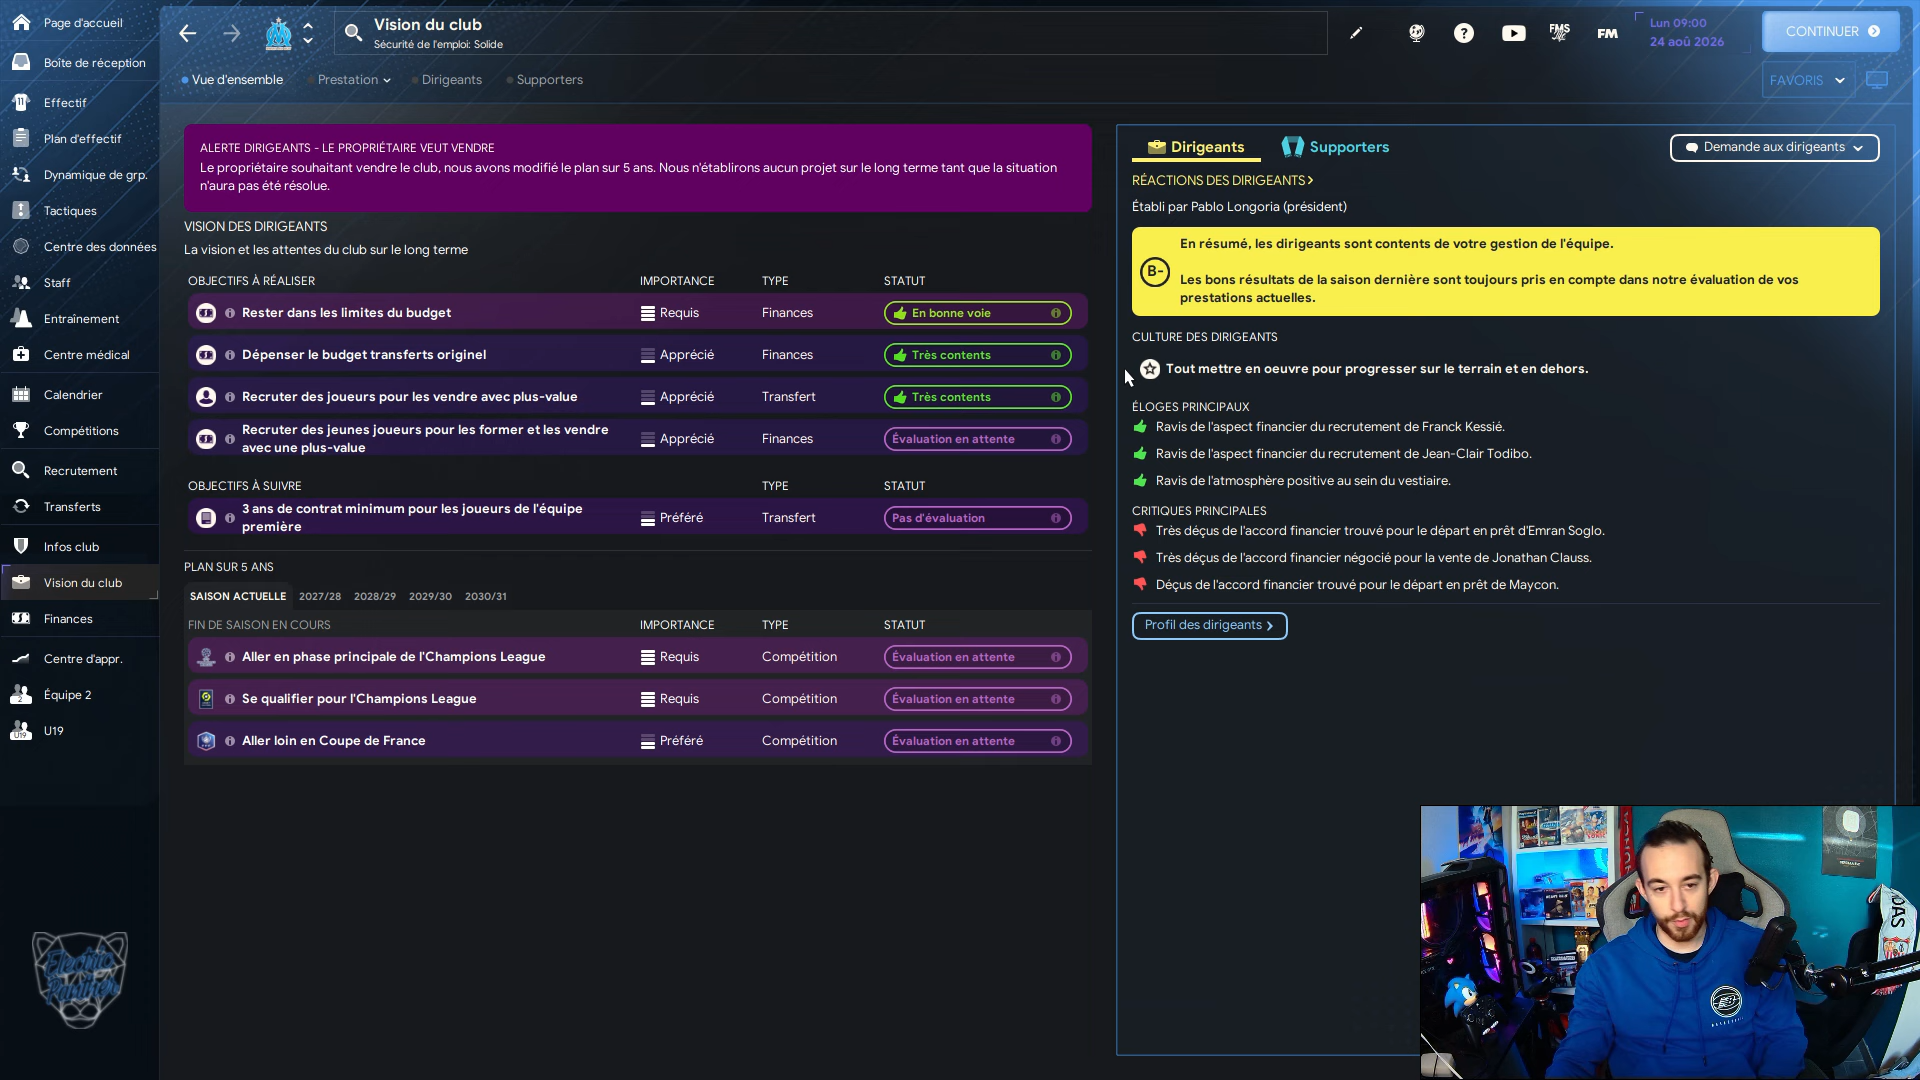 Page d'accueil
Boîte de réception
Effectif
Plan d'effectif
Dynamique de grp.
Tactiques
Centre des données
Staff
Entraînement
Centre médical
Calendrier
Compétitions
Recrutement
Transferts
Infos club
Vision du club
Finances
Centre d'appr.
Équipe 2
U19
Electric Panther
Vision du club
Sécurité de l'emploi: Solide
FMS
FM
Lun 09:00
24 aoû 2026
CONTINUER
Vue d'ensemble
Prestation
Dirigeants
Supporters
FAVORIS
ALERTE DIRIGEANTS - LE PROPRIÉTAIRE VEUT VENDRE
Le propriétaire souhaitant vendre le club, nous avons modifié le plan sur 5 ans. Nous n'établirons aucun projet sur le long terme tant que la situation
n'aura pas été résolue.
VISION DES DIRIGEANTS
La vision et les attentes du club sur le long terme
OBJECTIFS À RÉALISER IMPORTANCE TYPE STATUT
Rester dans les limites du budget Requis Finances En bonne voie
Dépenser le budget transferts originel Apprécié Finances Très contents
Recruter des joueurs pour les vendre avec plus-value Apprécié Transfert Très contents
Recruter des jeunes joueurs pour les former et les vendre
avec une plus-value Apprécié Finances Évaluation en attente
OBJECTIFS À SUIVRE TYPE STATUT
3 ans de contrat minimum pour les joueurs de l'équipe
première Préféré Transfert Pas d'évaluation
PLAN SUR 5 ANS
SAISON ACTUELLE 2027/28 2028/29 2029/30 2030/31
FIN DE SAISON EN COURS IMPORTANCE TYPE STATUT
Aller en phase principale de l'Champions League Requis Compétition Évaluation en attente
Se qualifier pour l'Champions League Requis Compétition Évaluation en attente
Aller loin en Coupe de France Préféré Compétition Évaluation en attente
Dirigeants
Supporters
Demande aux dirigeants
RÉACTIONS DES DIRIGEANTS
Établi par Pablo Longoria (président)
B-
En résumé, les dirigeants sont contents de votre gestion de l'équipe.
Les bons résultats de la saison dernière sont toujours pris en compte dans notre évaluation de vos
prestations actuelles.
CULTURE DES DIRIGEANTS
Tout mettre en oeuvre pour progresser sur le terrain et en dehors.
ÉLOGES PRINCIPAUX
Ravis de l'aspect financier du recrutement de Franck Kessié.
Ravis de l'aspect financier du recrutement de Jean-Clair Todibo.
Ravis de l'atmosphère positive au sein du vestiaire.
CRITIQUES PRINCIPALES
Très déçus de l'accord financier trouvé pour le départ en prêt d'Emran Soglo.
Très déçus de l'accord financier négocié pour la vente de Jonathan Clauss.
Déçus de l'accord financier trouvé pour le départ en prêt de Maycon.
Profil des dirigeants